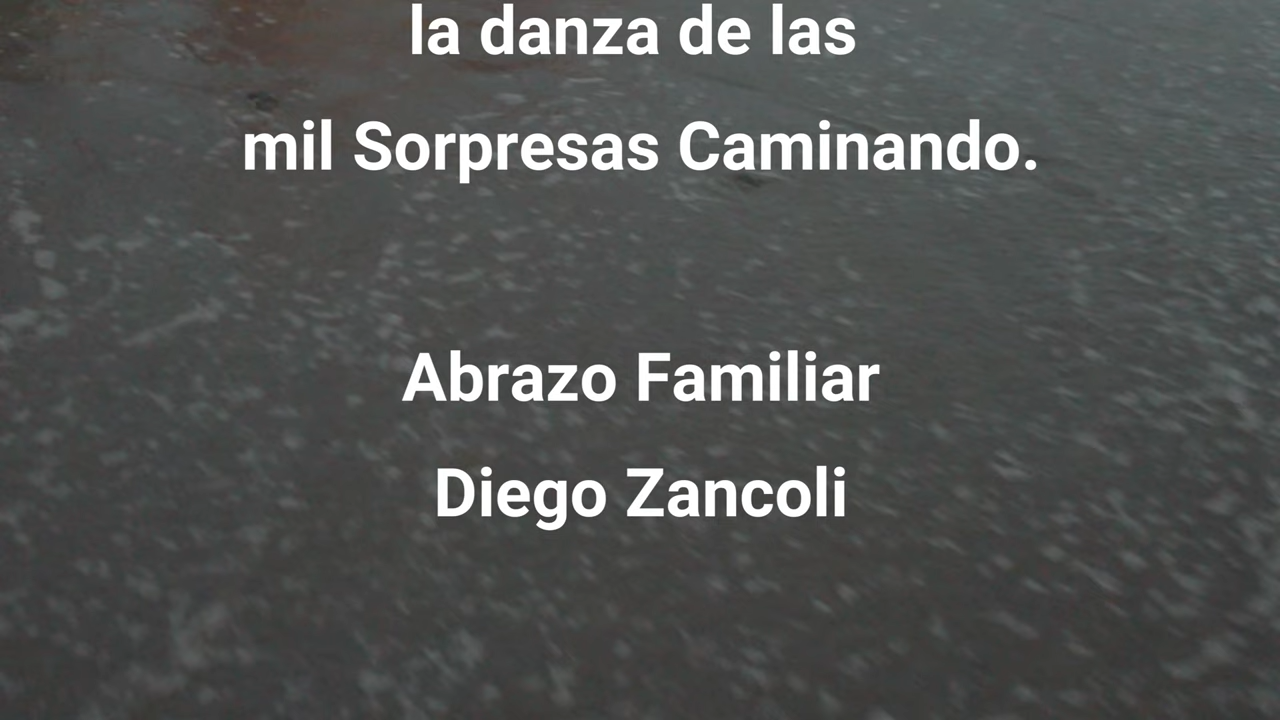 la danza de las
mil Sorpresas Caminando.
Abrazo Familiar
Diego Zancoli